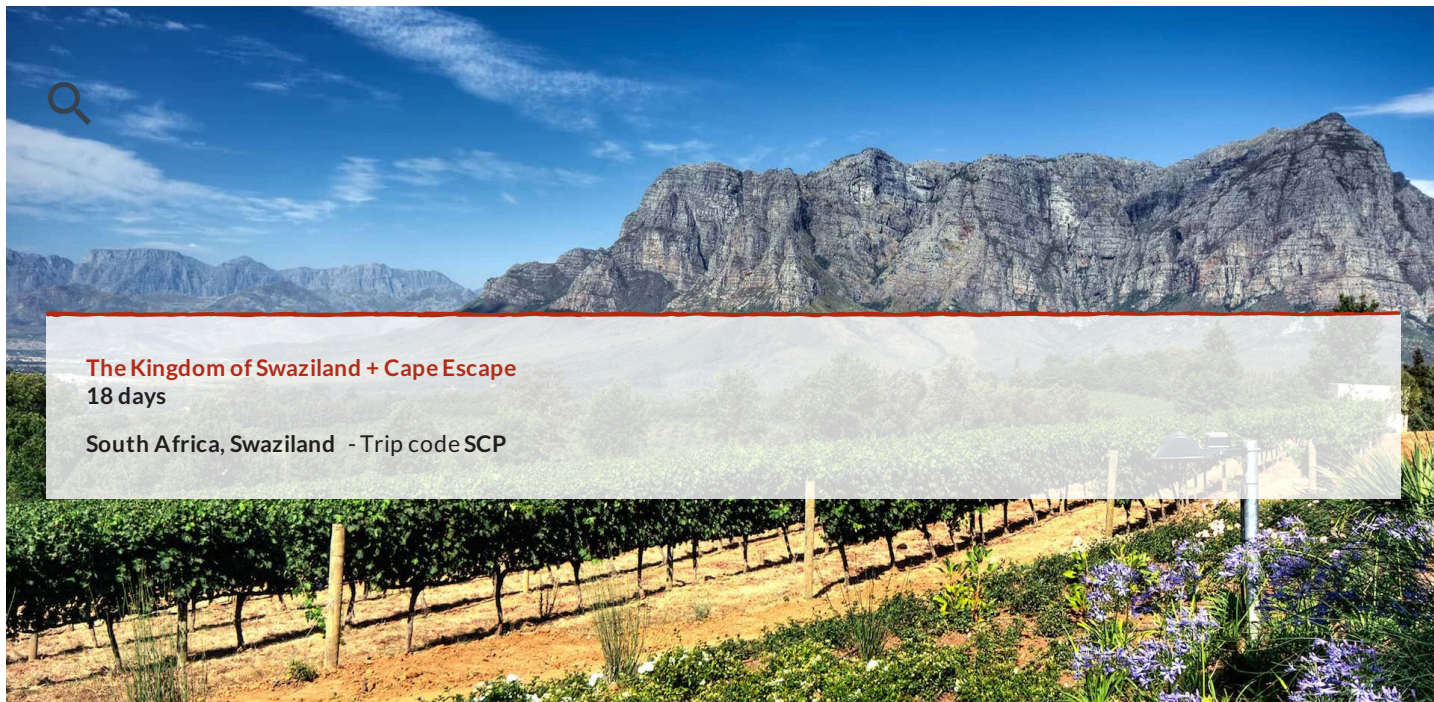 The Kingdom of Swaziland + Cape Escape
18 days
South Africa, Swaziland - Trip code SCP